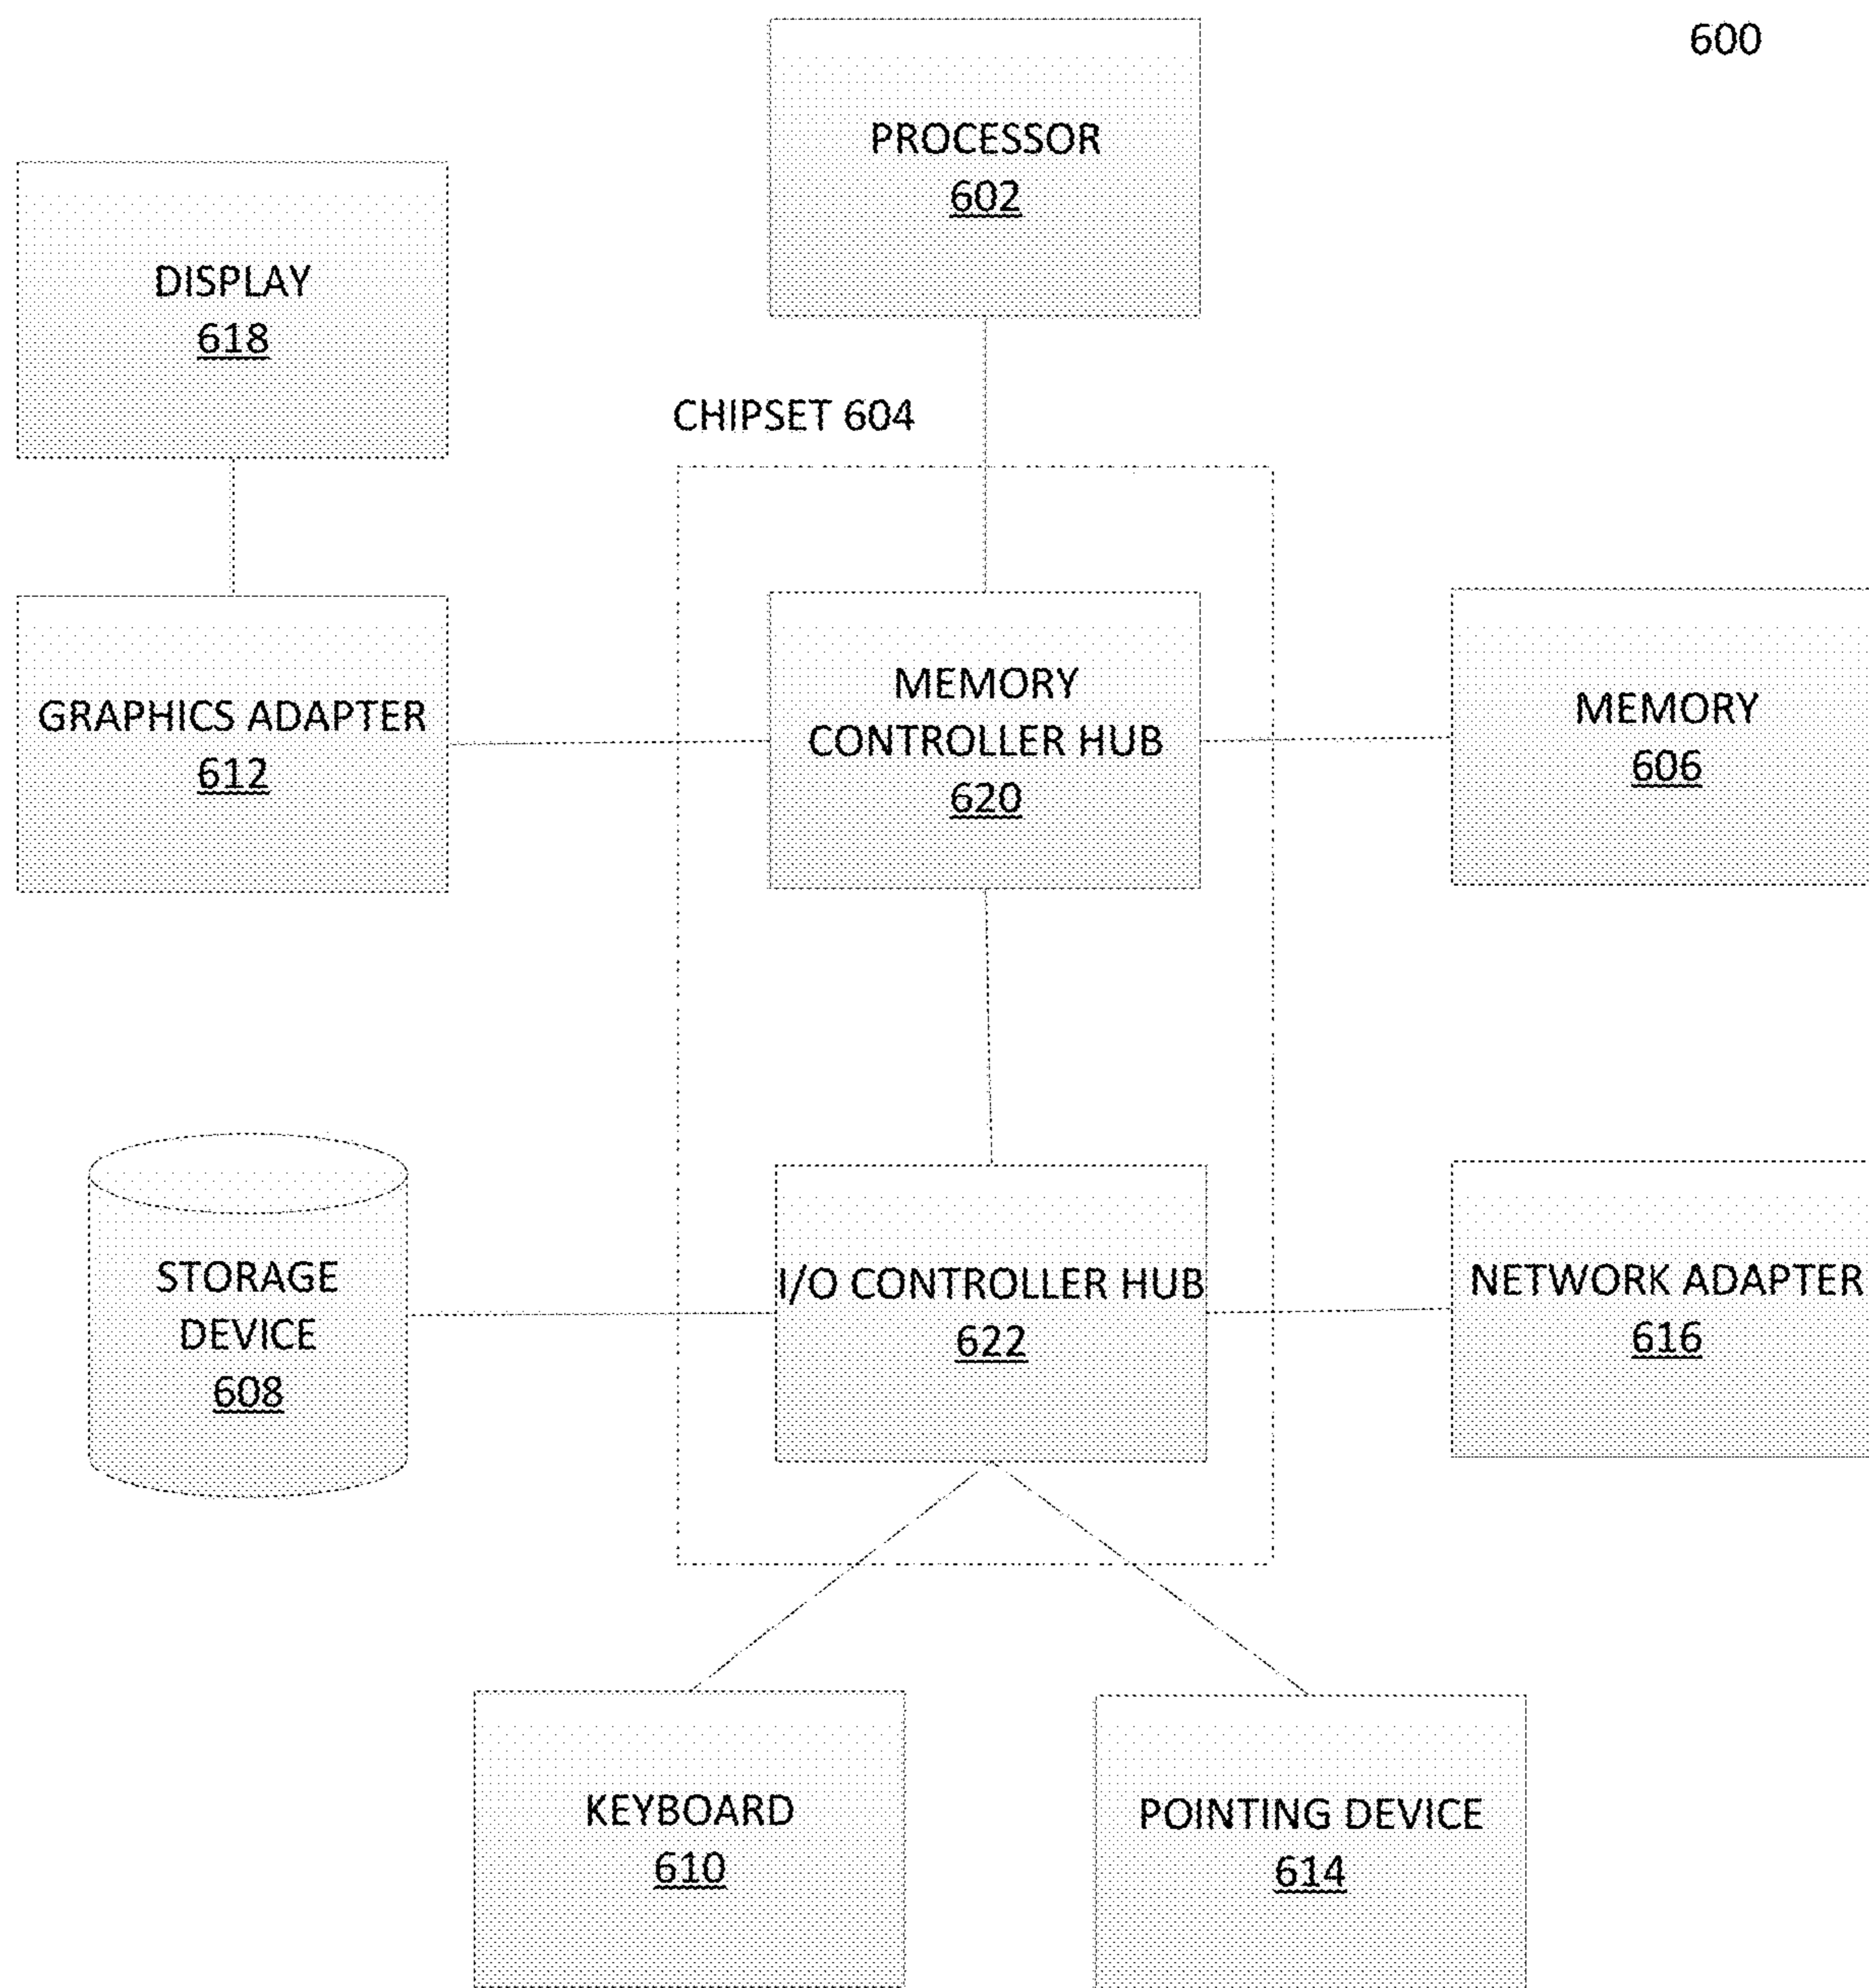 600
PROCESSOR
602
DISPLAY
618
CHIPSET 604
GRAPHICS ADAPTER
612
MEMORY
CONTROLLER HUB
620
MEMORY
606
STORAGE
DEVICE
608
I/O CONTROLLER HUB
622
NETWORK ADAPTER
616
KEYBOARD
610
POINTING DEVICE
614